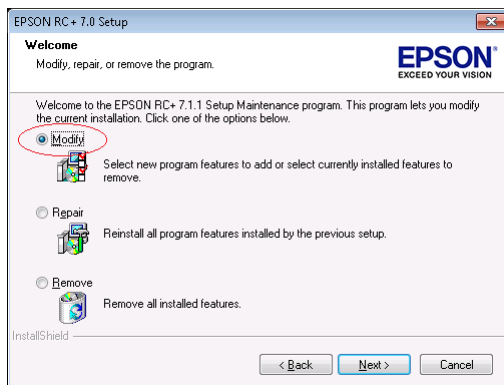 EPSON RC+ 7.0 Setup
Welcome
Modify, repair, or remove the program.
EPSON®
EXCEED YOUR VISION
Welcome to the EPSON RC+ 7.1.1 Setup Maintenance program. This program lets you modify
the current installation. Click one of the options below.
Modify
Select new program features to add or select currently installed features to
remove.
Repair
Reinstall all program features installed by the previous setup.
Remove
Remove all installed features.
InstallShield
< Back
Next >
Cancel